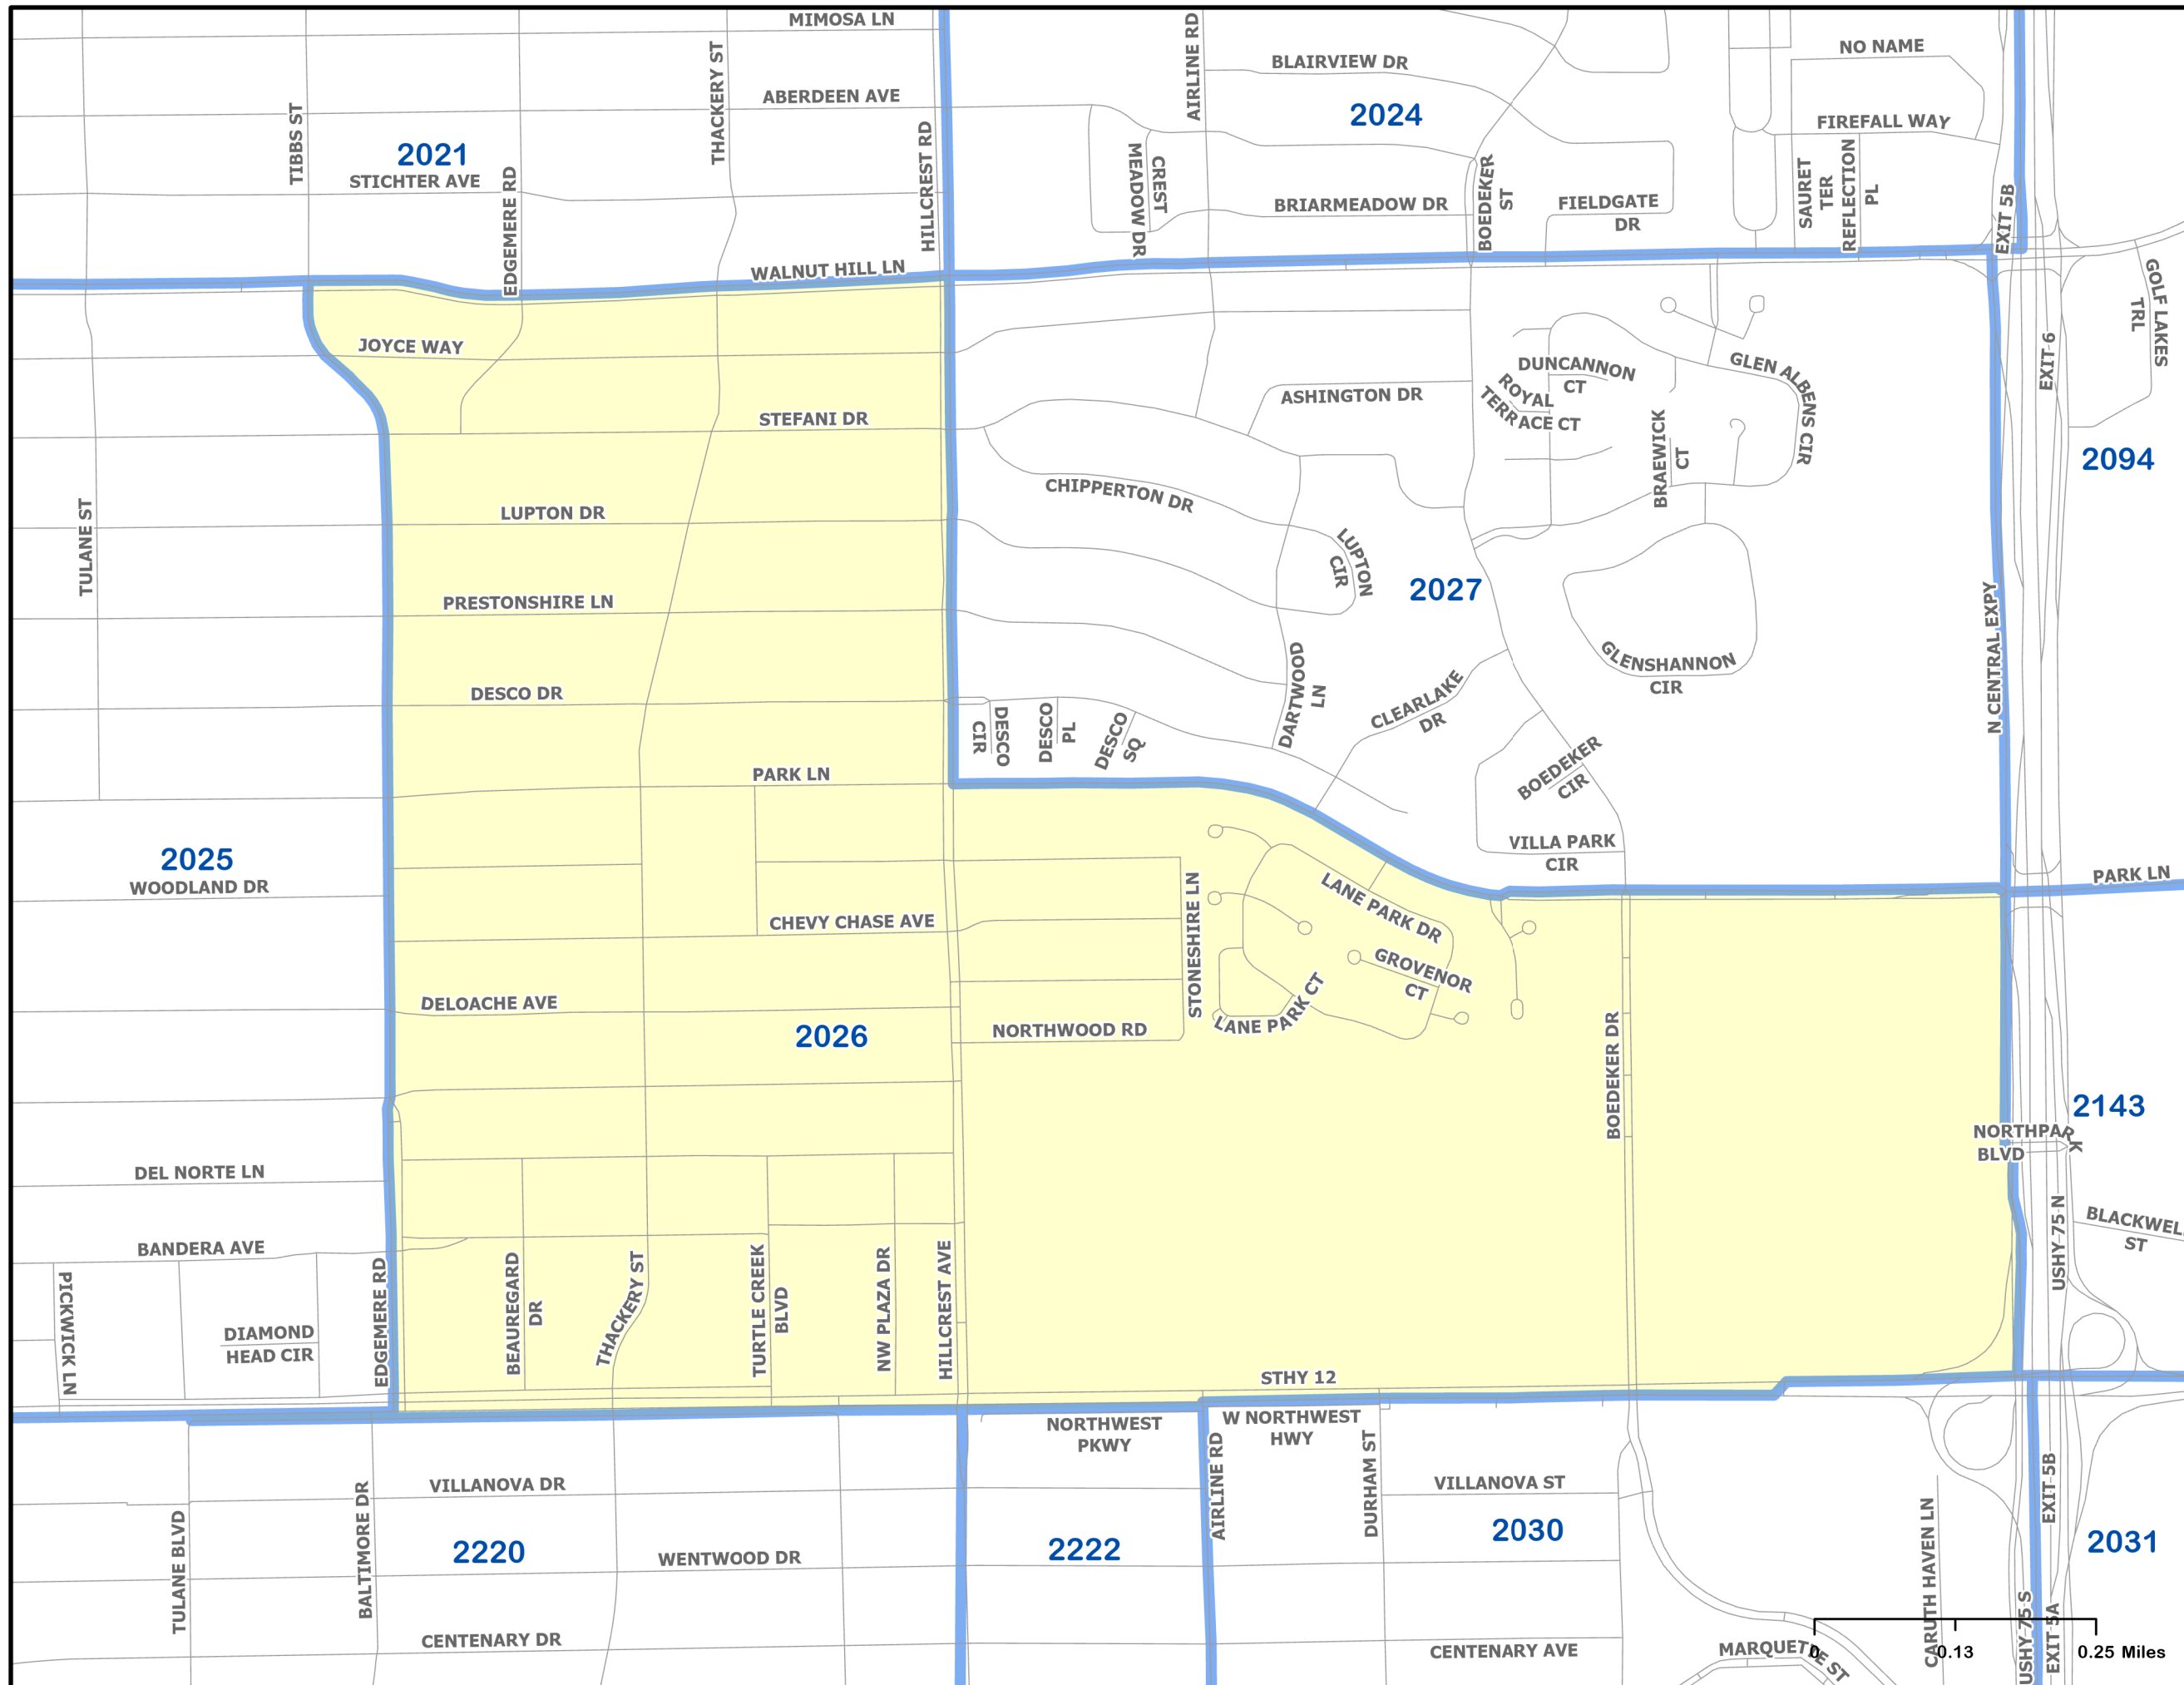 MIMOSA LN
ABERDEEN AVE
TIBBS ST
THACKERY ST
2021
STICHTER AVE
EDGEMERE RD
HILLCREST RD
WALNUT HILL LN
AIRLINE RD
BLAIRVIEW DR
2024
NO NAME
FIREFALL WAY
MEADOW
CREST
DR
BRIARMEADOW DR
BOEDEKER
ST
FIELDGATE
DR
SAURET
TER
REFLECTION
PL
EXIT 5B
GOLF LAKES
TRL
EXIT 6
JOYCE WAY
STEFANI DR
LUPTON DR
PRESTONSHIRE LN
DESCO DR
PARK LN
TULANE ST
ASHINGTON DR
DUNCANNON
CT
ROYAL
TERRACE CT
GLEN ALBENS CIR
BRAEWICK
CT
2094
CHIPPERTON DR
LUPTON
CIR
2027
GLENSHANNON
CIR
N CENTRAL EXPY
DARTWOOD
LN
CLEARLAKE
DR
DESCO
CIR
DESCO
PL
DESCO
SQ
BOEDEKER
CIR
VILLA PARK
CIR
PARK LN
2025
WOODLAND DR
CHEVY CHASE AVE
STONESHIRE LN
LANE PARK DR
GROVENOR
CT
LANE PARK CT
DELOACHE AVE
2026
NORTHWOOD RD
BOEDEKER DR
2143
NORTHPARK
BLVD
DEL NORTE LN
BANDERA AVE
USHY 75 N
BLACKWEL
ST
PICKWICK LN
DIAMOND
HEAD CIR
EDGEMERE RD
BEAUREGARD
DR
THACKERY ST
TURTLE CREEK
BLVD
NW PLAZA DR
HILLCREST AVE
STHY 12
NORTHWEST
PKWY
W NORTHWEST
HWY
AIRLINE RD
DURHAM ST
VILLANOVA DR
VILLANOVA ST
TULANE BLVD
BALTIMORE DR
2220
WENTWOOD DR
2222
2030
CARUTH HAVEN LN
EXIT 5B
2031
CENTENARY DR
CENTENARY AVE
MARQUETTE ST
USHY 75 S
EXIT 5A
0
0.13
0.25 Miles